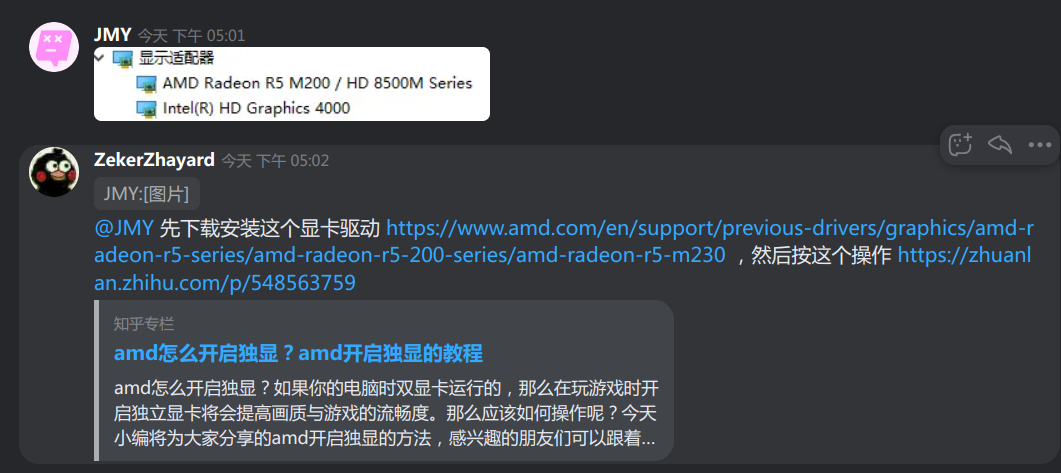 JMY 今天 下午 05:01
显示适配器
AMD Radeon R5 M200 / HD 8500M Series
Intel(R) HD Graphics 4000
ZekerZhayard 今天 下午 05:02
JMY:[图片]
@JMY 先下载安装这个显卡驱动 https://www.amd.com/en/support/previous-drivers/graphics/amd-r
adeon-r5-series/amd-radeon-r5-200-series/amd-radeon-r5-m230 ，然后按这个操作 https://zhuanl
an.zhihu.com/p/548563759
知乎专栏
amd怎么开启独显？amd开启独显的教程
amd怎么开启独显？如果你的电脑时双显卡运行的，那么在玩游戏时开
启独立显卡将会提高画质与游戏的流畅度。那么应该如何操作呢？今天
小编将为大家分享的amd开启独显的方法，感兴趣的朋友们可以跟着...